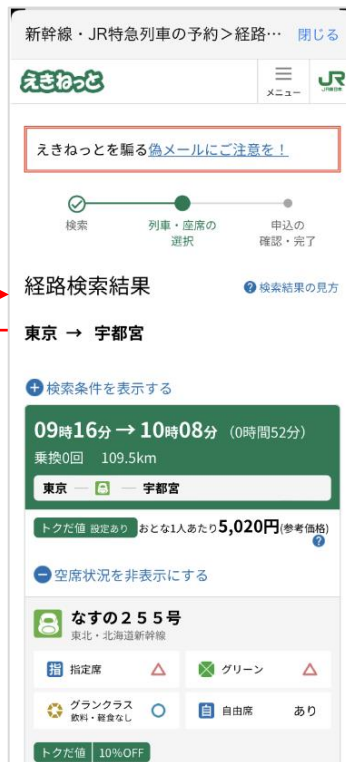 新幹線・JR特急列車の予約＞経路… 閉じる
えきねっと
メニュー
JR
えきねっとを騙る偽メールにご注意を！
検索
列車・座席の
選択
申込の
確認・完了
経路検索結果
検索結果の見方
東京 → 宇都宮
検索条件を表示する
09時16分 → 10時08分 （0時間52分）
乗換0回 109.5km
東京 宇都宮
トクだ値 設定あり おとな1人あたり5,020円(参考価格)
空席状況を非表示にする
なすの２５５号
東北・北海道新幹線
指 指定席 △ グリーン △
グランクラス
飲料・軽食なし ○ 自 自由席 あり
トクだ値 10%OFF